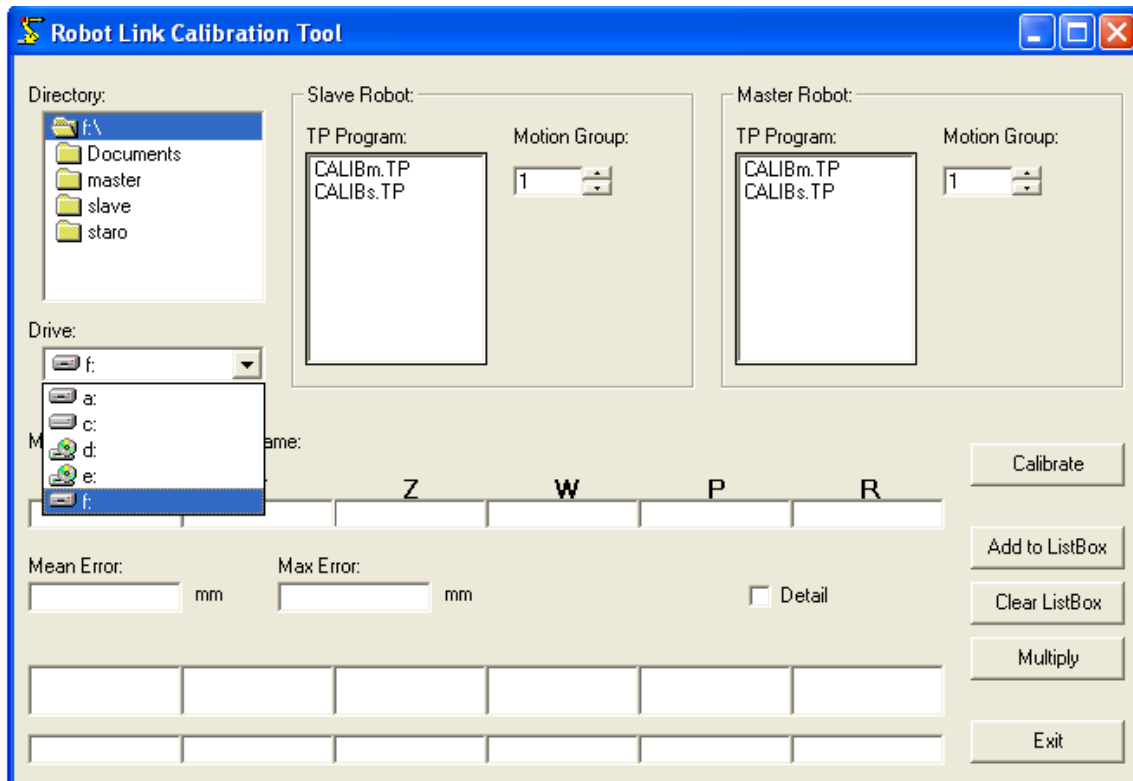 Robot Link Calibration Tool
Directory:
f:\
Documents
master
slave
staro
Drive:
f:
a:
c:
d:
e:
f:
Slave Robot:
TP Program:
CALIBm.TP
CALIBs.TP
Motion Group:
1
Master Robot:
TP Program:
CALIBm.TP
CALIBs.TP
Motion Group:
1
M
ame:
Z W P R
Mean Error:
mm
Max Error:
mm
Detail
Calibrate
Add to ListBox
Clear ListBox
Multiply
Exit